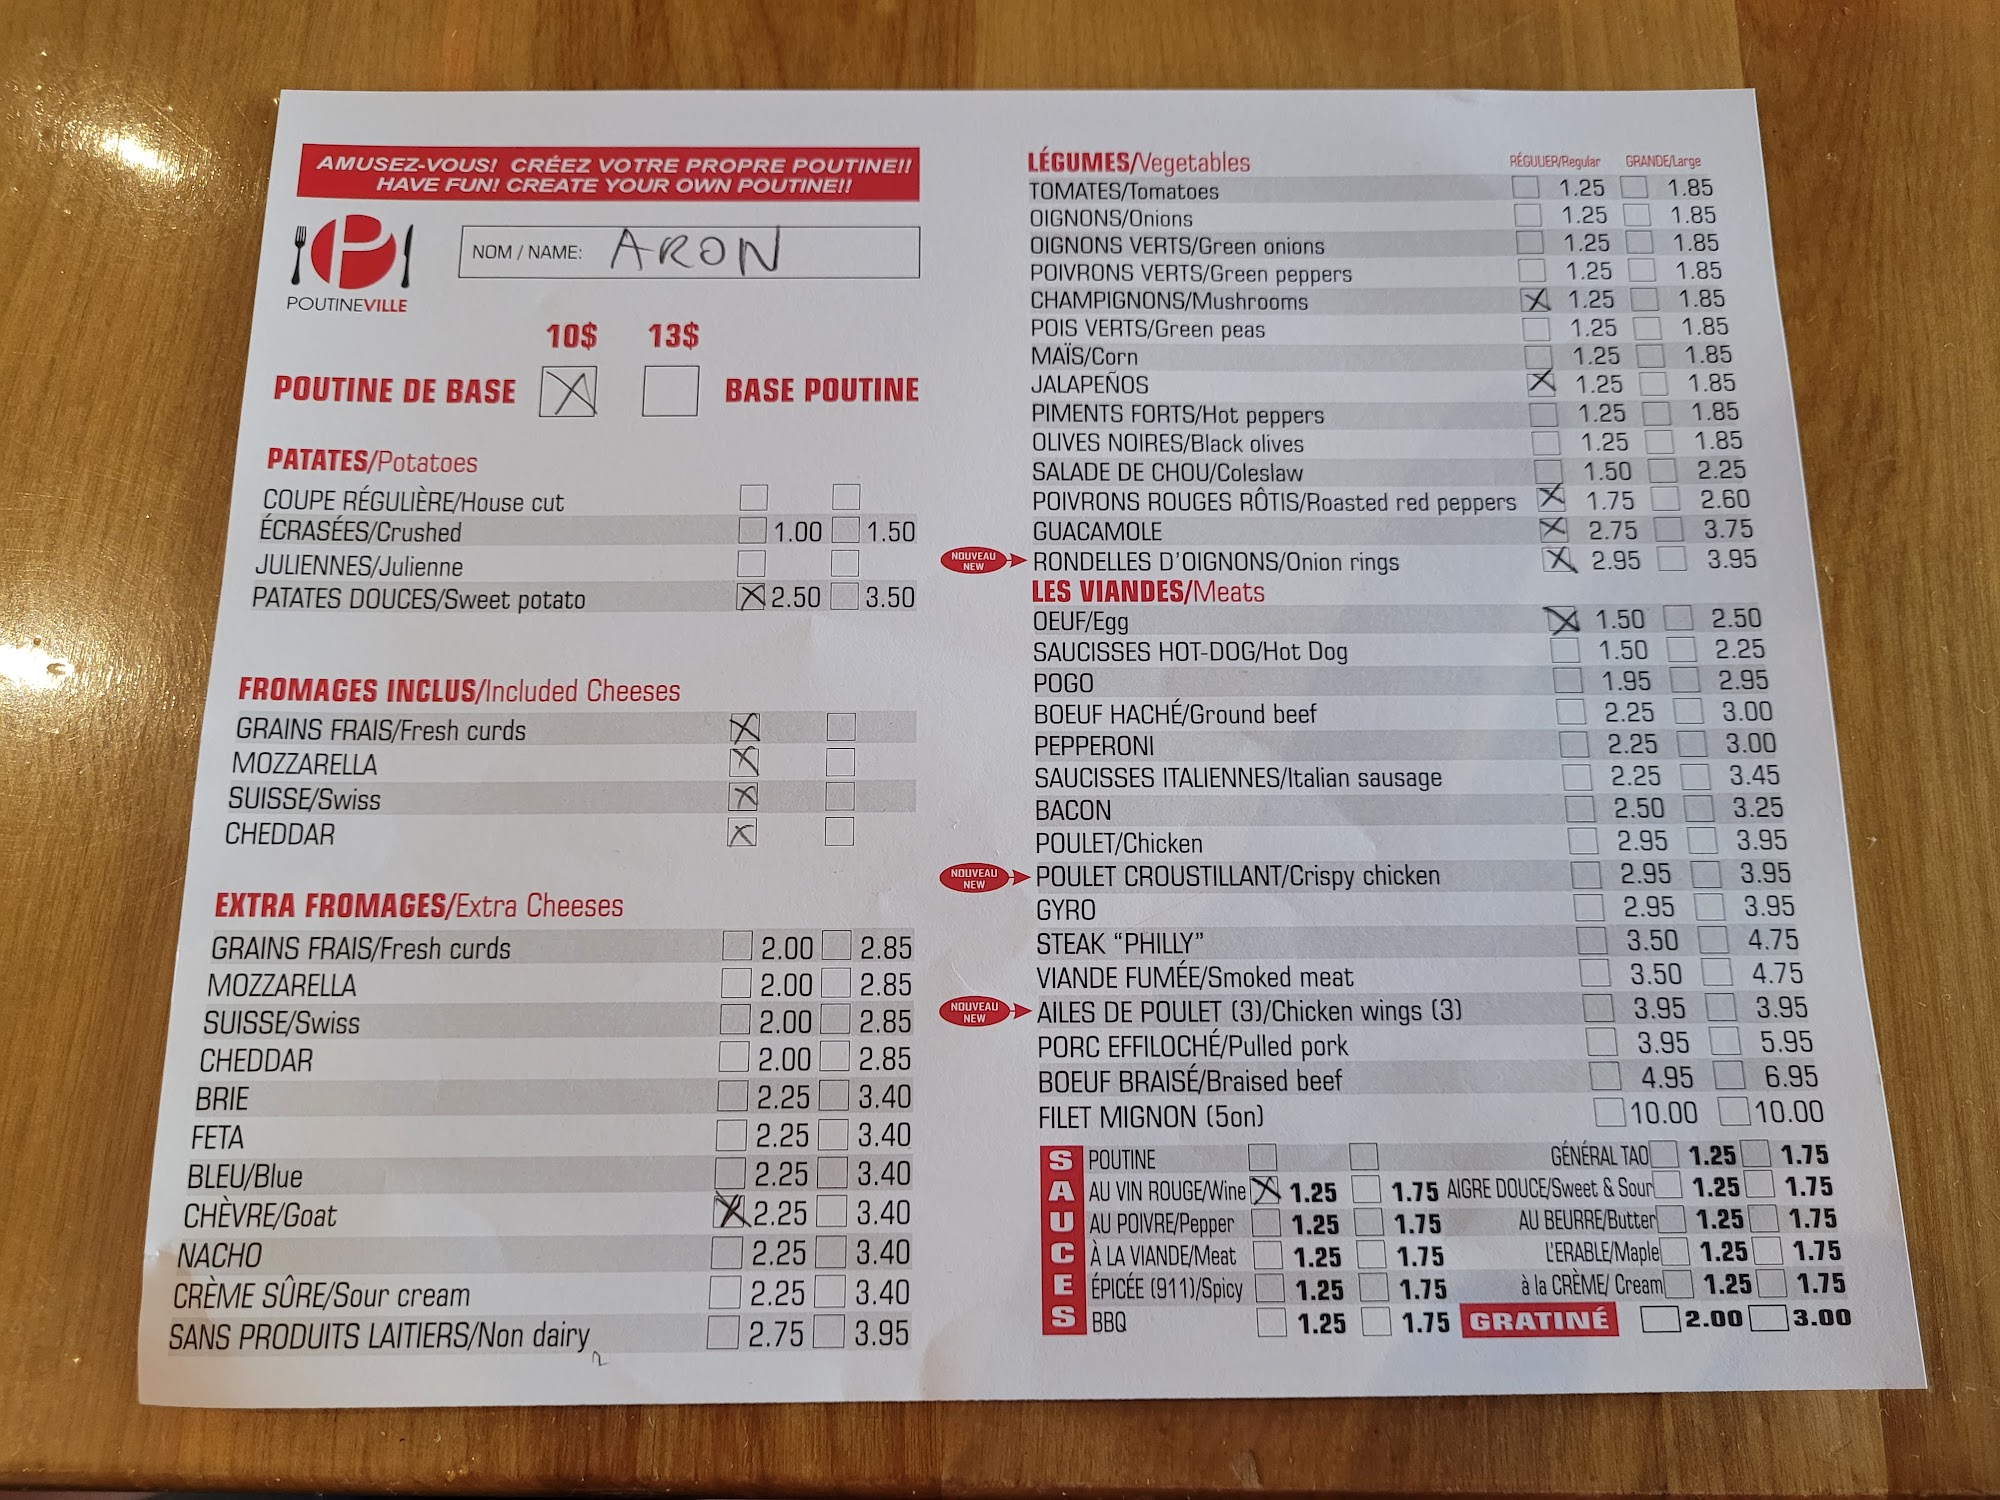 AMUSEZ-VOUS! CRÉEZ VOTRE PROPRE POUTINE!!
HAVE FUN! CREATE YOUR OWN POUTINE!!
POUTINEVILLE
NOM / NAME: ARON
10$ 13$
POUTINE DE BASE BASE POUTINE
PATATES/Potatoes
COUPE RÉGULIÈRE/House cut
ÉCRASÉES/Crushed 1.00 1.50
JULIENNES/Julienne
PATATES DOUCES/Sweet potato 2.50 3.50
FROMAGES INCLUS/Included Cheeses
GRAINS FRAIS/Fresh curds
MOZZARELLA
SUISSE/Swiss
CHEDDAR
EXTRA FROMAGES/Extra Cheeses
GRAINS FRAIS/Fresh curds 2.00 2.85
MOZZARELLA 2.00 2.85
SUISSE/Swiss 2.00 2.85
CHEDDAR 2.00 2.85
BRIE 2.25 3.40
FETA 2.25 3.40
BLEU/Blue 2.25 3.40
CHÈVRE/Goat 2.25 3.40
NACHO 2.25 3.40
CRÈME SÛRE/Sour cream 2.25 3.40
SANS PRODUITS LAITIERS/Non dairy 2.75 3.95
LÉGUMES/Vegetables RÉGULIER/Regular GRANDE/Large
TOMATES/Tomatoes 1.25 1.85
OIGNONS/Onions 1.25 1.85
OIGNONS VERTS/Green onions 1.25 1.85
POIVRONS VERTS/Green peppers 1.25 1.85
CHAMPIGNONS/Mushrooms 1.25 1.85
POIS VERTS/Green peas 1.25 1.85
MAÏS/Corn 1.25 1.85
JALAPEÑOS 1.25 1.85
PIMENTS FORTS/Hot peppers 1.25 1.85
OLIVES NOIRES/Black olives 1.25 1.85
SALADE DE CHOU/Coleslaw 1.50 2.25
POIVRONS ROUGES RÔTIS/Roasted red peppers 1.75 2.60
GUACAMOLE 2.75 3.75
NOUVEAU NEW RONDELLES D'OIGNONS/Onion rings 2.95 3.95
LES VIANDES/Meats
OEUF/Egg 1.50 2.50
SAUCISSES HOT-DOG/Hot Dog 1.50 2.25
POGO 1.95 2.95
BOEUF HACHÉ/Ground beef 2.25 3.00
PEPPERONI 2.25 3.00
SAUCISSES ITALIENNES/Italian sausage 2.25 3.45
BACON 2.50 3.25
POULET/Chicken 2.95 3.95
NOUVEAU NEW POULET CROUSTILLANT/Crispy chicken 2.95 3.95
GYRO 2.95 3.95
STEAK "PHILLY" 3.50 4.75
VIANDE FUMÉE/Smoked meat 3.50 4.75
NOUVEAU NEW AILES DE POULET (3)/Chicken wings (3) 3.95 3.95
PORC EFFILOCHÉ/Pulled pork 3.95 5.95
BOEUF BRAISÉ/Braised beef 4.95 6.95
FILET MIGNON (5on) 10.00 10.00
SAUCES
POUTINE GÉNÉRAL TAO 1.25 1.75
AU VIN ROUGE/Wine 1.25 1.75 AIGRE DOUCE/Sweet & Sour 1.25 1.75
AU POIVRE/Pepper 1.25 1.75 AU BEURRE/Butter 1.25 1.75
À LA VIANDE/Meat 1.25 1.75 L'ERABLE/Maple 1.25 1.75
ÉPICÉE (911)/Spicy 1.25 1.75 à la CRÈME/ Cream 1.25 1.75
BBQ 1.25 1.75 GRATINÉ 2.00 3.00